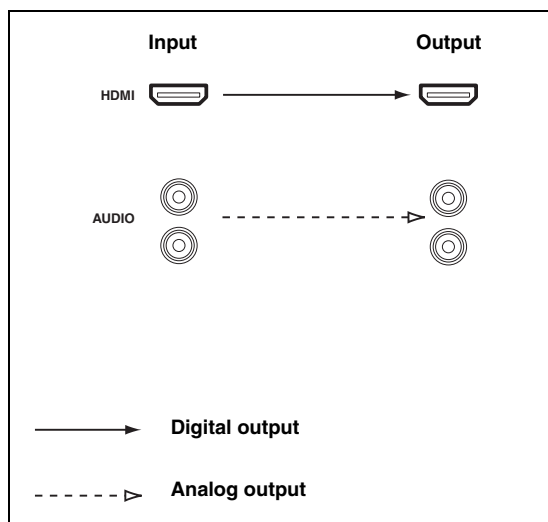 Input Output
HDMI
AUDIO
Digital output
Analog output